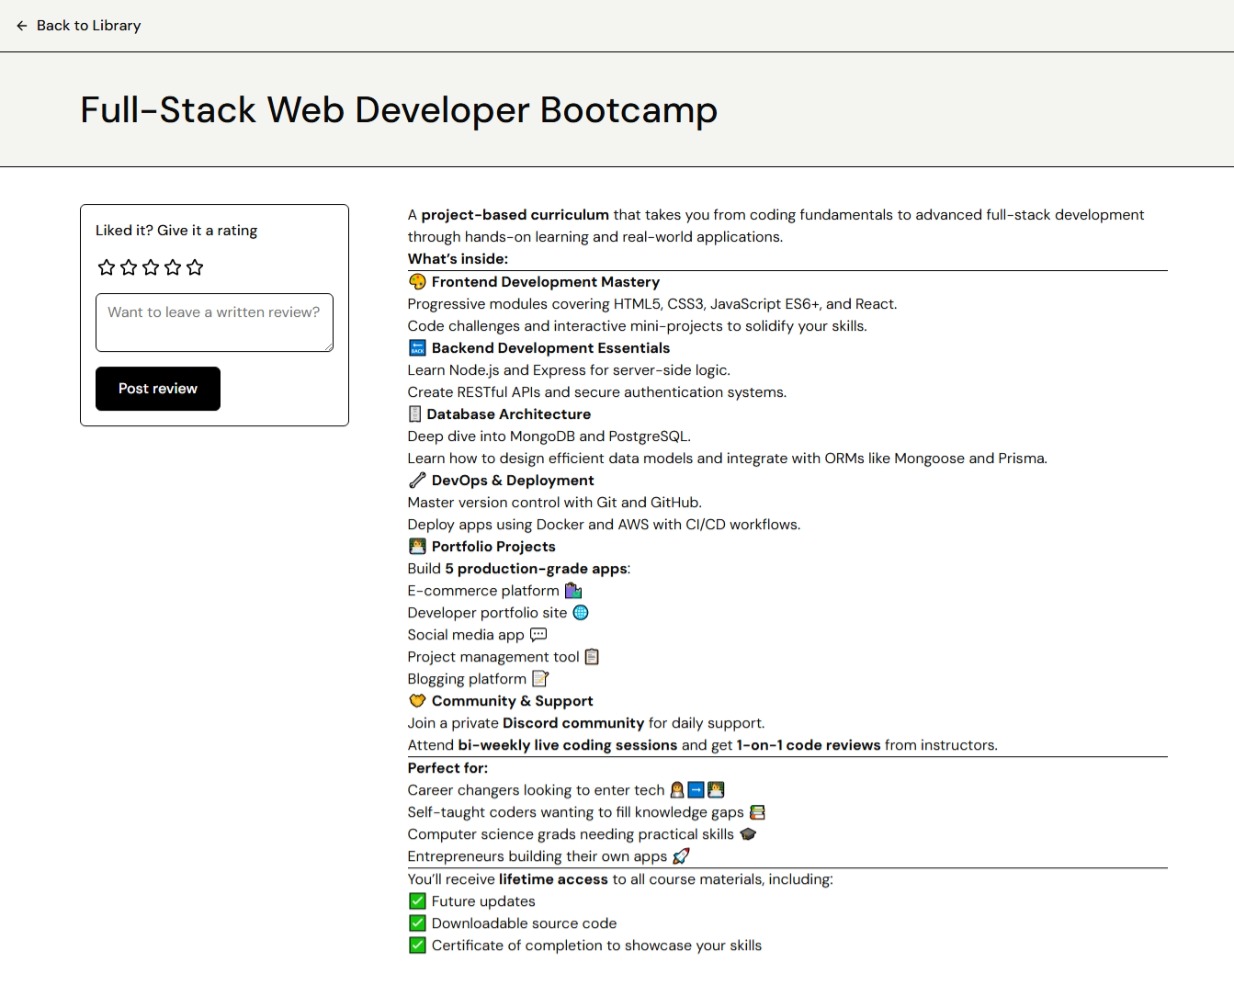 ← Back to Library
Full-Stack Web Developer Bootcamp
Liked it? Give it a rating
Want to leave a written review?
Post review
A project-based curriculum that takes you from coding fundamentals to advanced full-stack development
through hands-on learning and real-world applications.
What's inside:
🎨 Frontend Development Mastery
Progressive modules covering HTML5, CSS3, JavaScript ES6+, and React.
Code challenges and interactive mini-projects to solidify your skills.
🔙 Backend Development Essentials
Learn Node.js and Express for server-side logic.
Create RESTful APIs and secure authentication systems.
Database Architecture
Deep dive into MongoDB and PostgreSQL.
Learn how to design efficient data models and integrate with ORMs like Mongoose and Prisma.
DevOps & Deployment
Master version control with Git and GitHub.
Deploy apps using Docker and AWS with CI/CD workflows.
Portfolio Projects
Build 5 production-grade apps:
E-commerce platform 🛍️
Developer portfolio site 🌐
Social media app 💬
Project management tool 📋
Blogging platform 📝
Community & Support
Join a private Discord community for daily support.
Attend bi-weekly live coding sessions and get 1-on-1 code reviews from instructors.
Perfect for:
Career changers looking to enter tech
Self-taught coders wanting to fill knowledge gaps 📚
Computer science grads needing practical skills 🎓
Entrepreneurs building their own apps 🚀
You'll receive lifetime access to all course materials, including:
✅ Future updates
✅ Downloadable source code
✅ Certificate of completion to showcase your skills